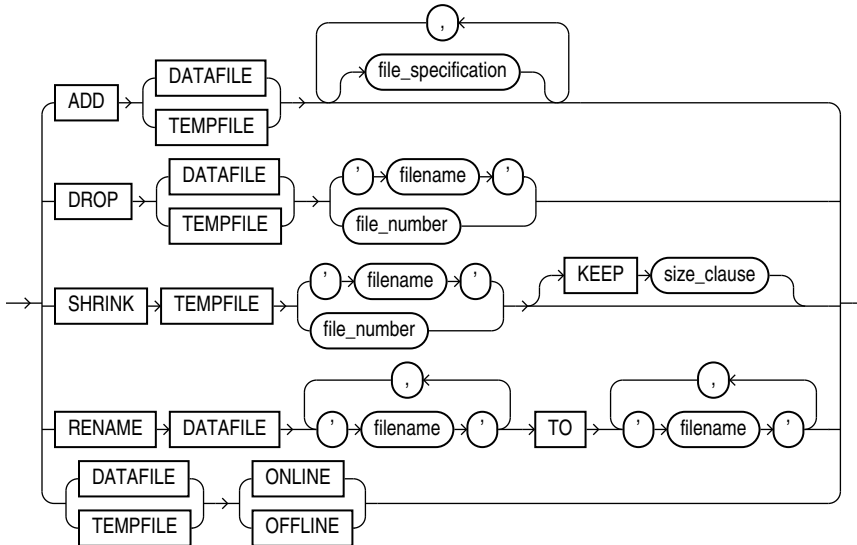 ,
ADD DATAFILE file_specification
TEMPFILE
DROP DATAFILE ' filename '
TEMPFILE file_number
SHRINK TEMPFILE ' filename ' KEEP size_clause
file_number
, ,
RENAME DATAFILE ' filename ' TO ' filename '
DATAFILE ONLINE
TEMPFILE OFFLINE